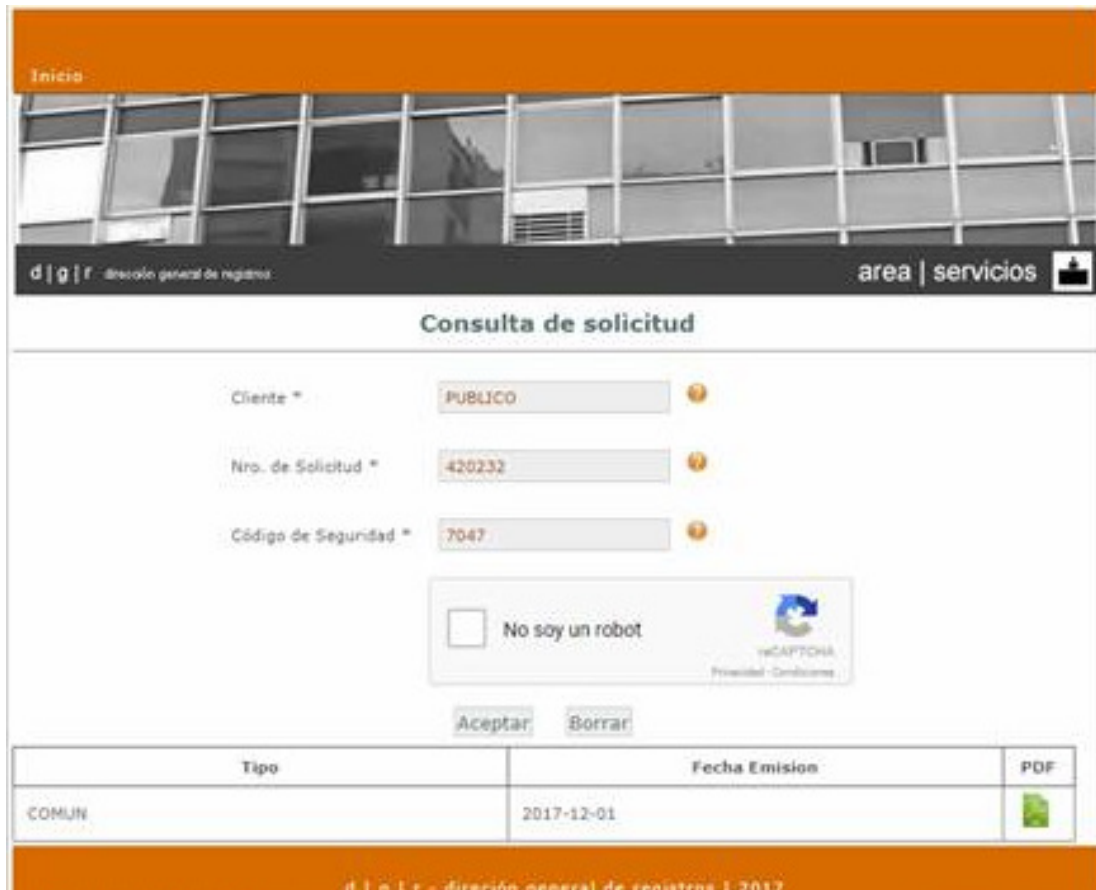 Inicio
d | g | r dirección general de registros
area | servicios
Consulta de solicitud
Cliente * PUBLICO
Nro. de Solicitud * 420232
Código de Seguridad * 7047
No soy un robot
reCAPTCHA
Privacidad - Condiciones
Aceptar Borrar
Tipo Fecha Emision PDF
COMUN 2017-12-01
d | g | r - direción general de registros | 2017